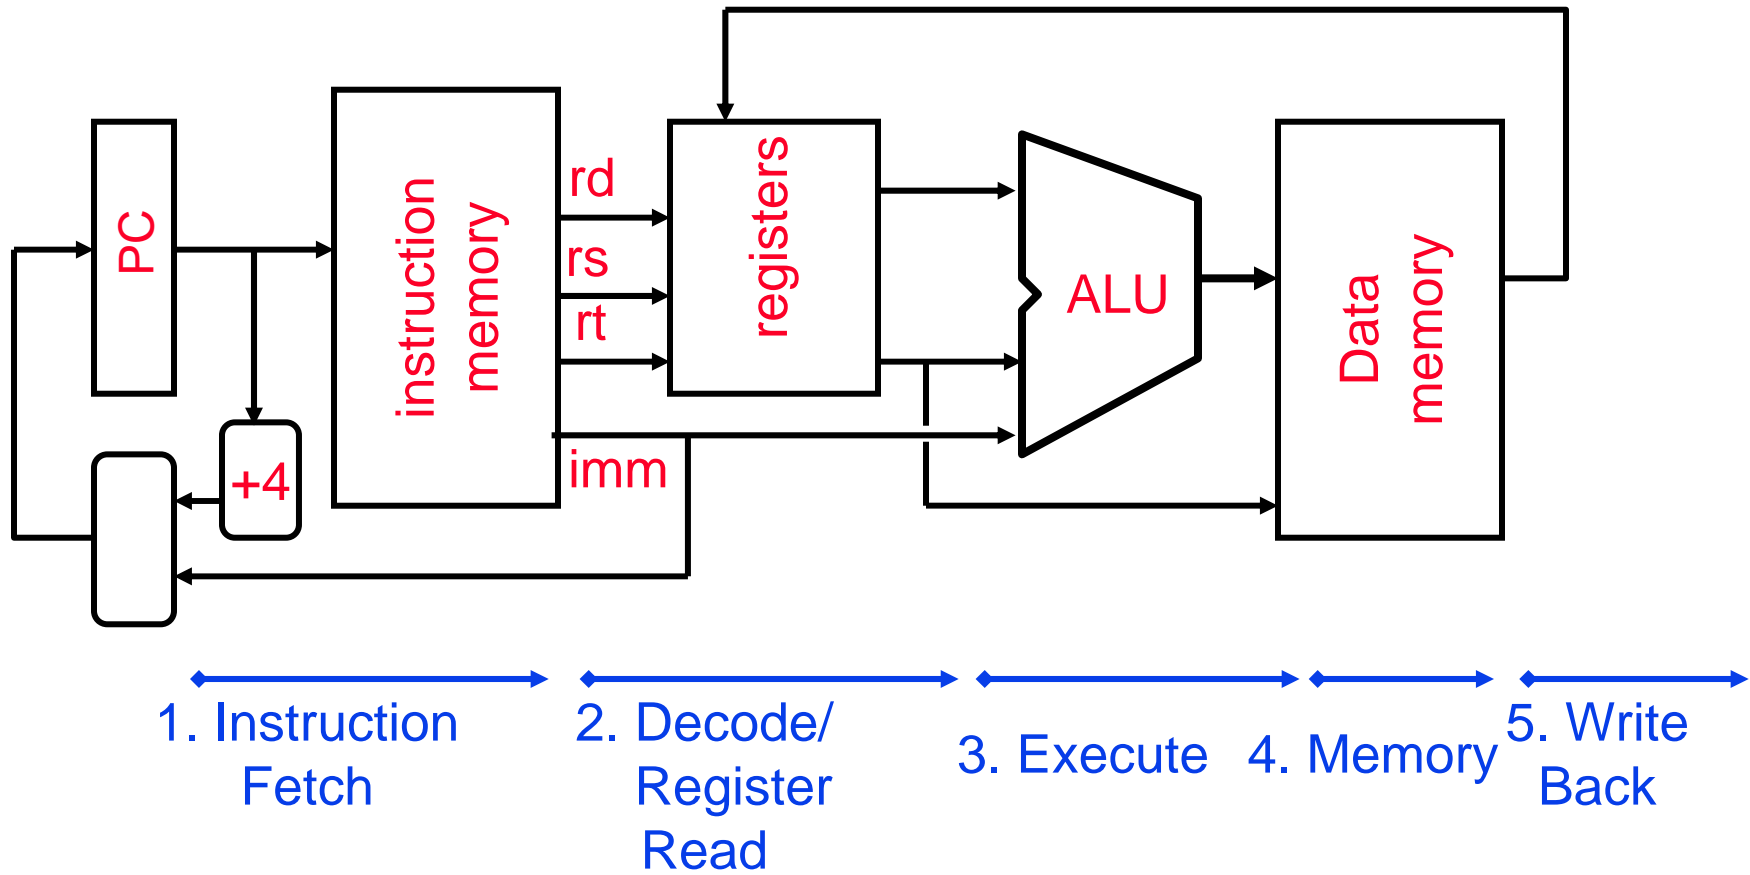 PC
+4
instruction
memory
rd
rs
rt
imm
registers
ALU
Data
memory
1. Instruction
Fetch
2. Decode/
Register
Read
3. Execute
4. Memory
5. Write
Back